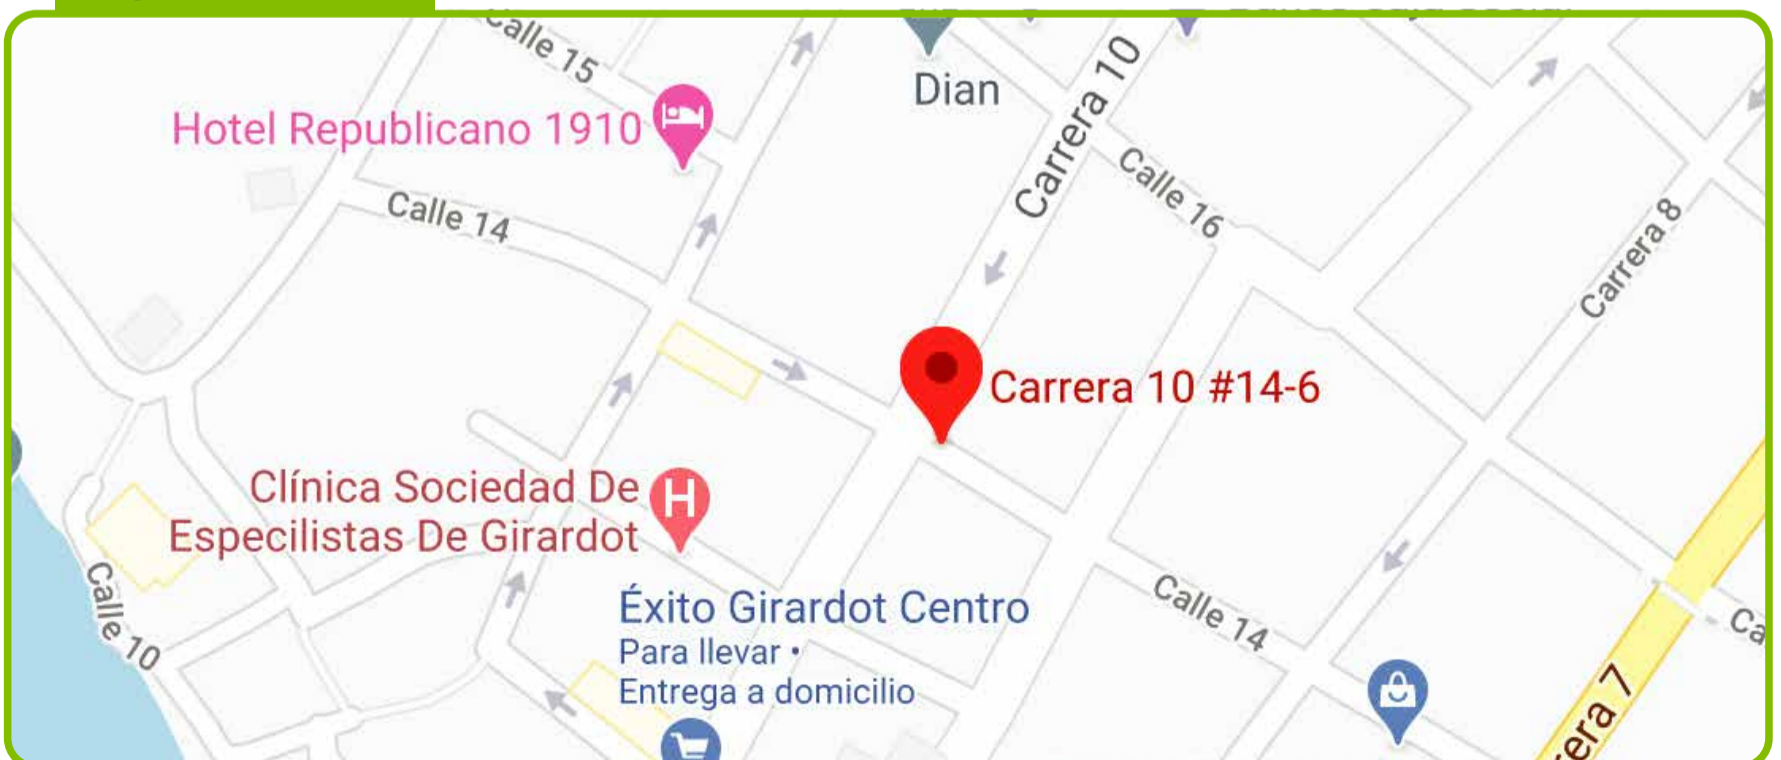 Calle 15
Carrera 10
Dian
Hotel Republicano 1910
Calle 16
Calle 14
Carrera 8
Carrera 10 #14-6
Clínica Sociedad De
Especilistas De Girardot
H
Calle 10
Éxito Girardot Centro
Para llevar •
Entrega a domicilio
Calle 14